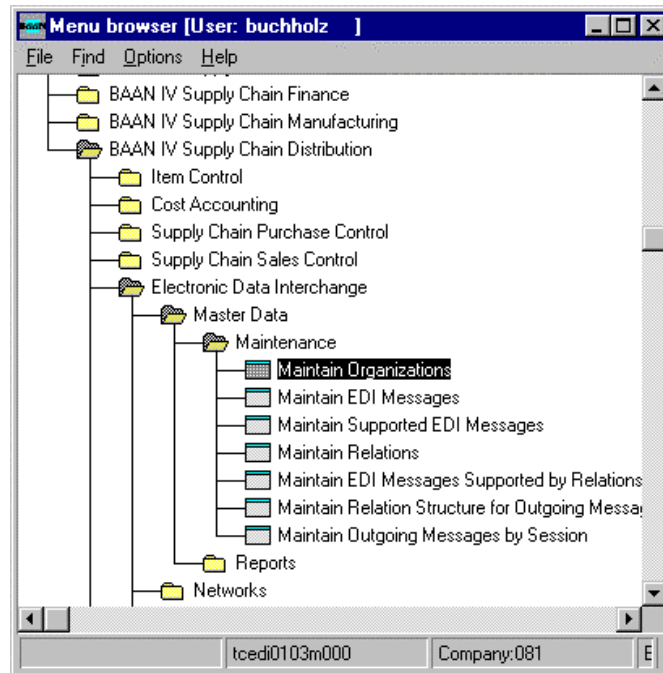 BaaN Menu browser [User: buchholz ]
File Find Options Help
BAAN IV Supply Chain Finance
BAAN IV Supply Chain Manufacturing
BAAN IV Supply Chain Distribution
Item Control
Cost Accounting
Supply Chain Purchase Control
Supply Chain Sales Control
Electronic Data Interchange
Master Data
Maintenance
Maintain Organizations
Maintain EDI Messages
Maintain Supported EDI Messages
Maintain Relations
Maintain EDI Messages Supported by Relations
Maintain Relation Structure for Outgoing Messa
Maintain Outgoing Messages by Session
Reports
Networks
tcedi0103m000 Company:081 E